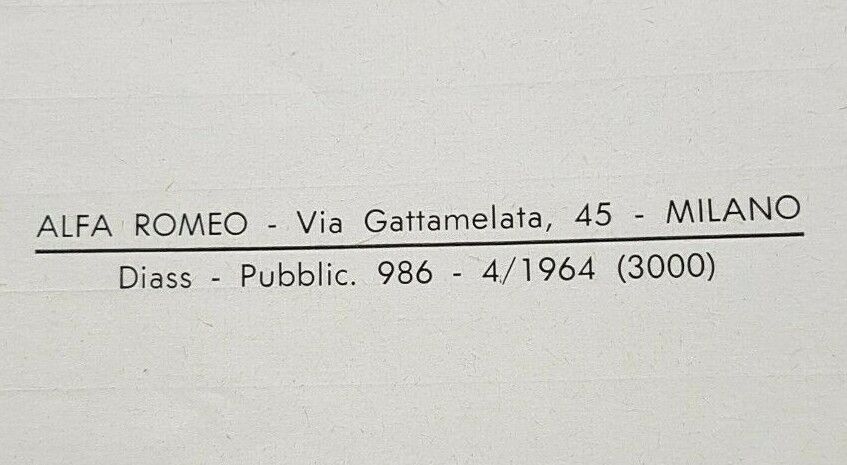 ALFA ROMEO - Via Gattamelata, 45 - MILANO
Diass - Pubblic. 986 - 4/1964 (3000)